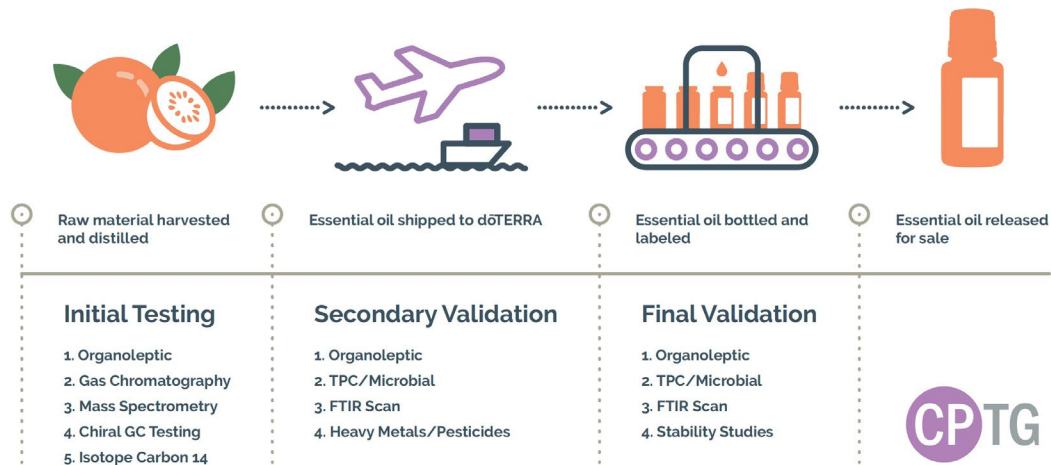 Raw material harvested
and distilled
Essential oil shipped to dōTERRA
Essential oil bottled and
labeled
Essential oil released
for sale
Initial Testing
1. Organoleptic
2. Gas Chromatography
3. Mass Spectrometry
4. Chiral GC Testing
5. Isotope Carbon 14
Secondary Validation
1. Organoleptic
2. TPC/Microbial
3. FTIR Scan
4. Heavy Metals/Pesticides
Final Validation
1. Organoleptic
2. TPC/Microbial
3. FTIR Scan
4. Stability Studies
CPTG